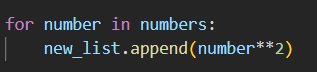 for number in numbers:
    new_list.append(number**2)